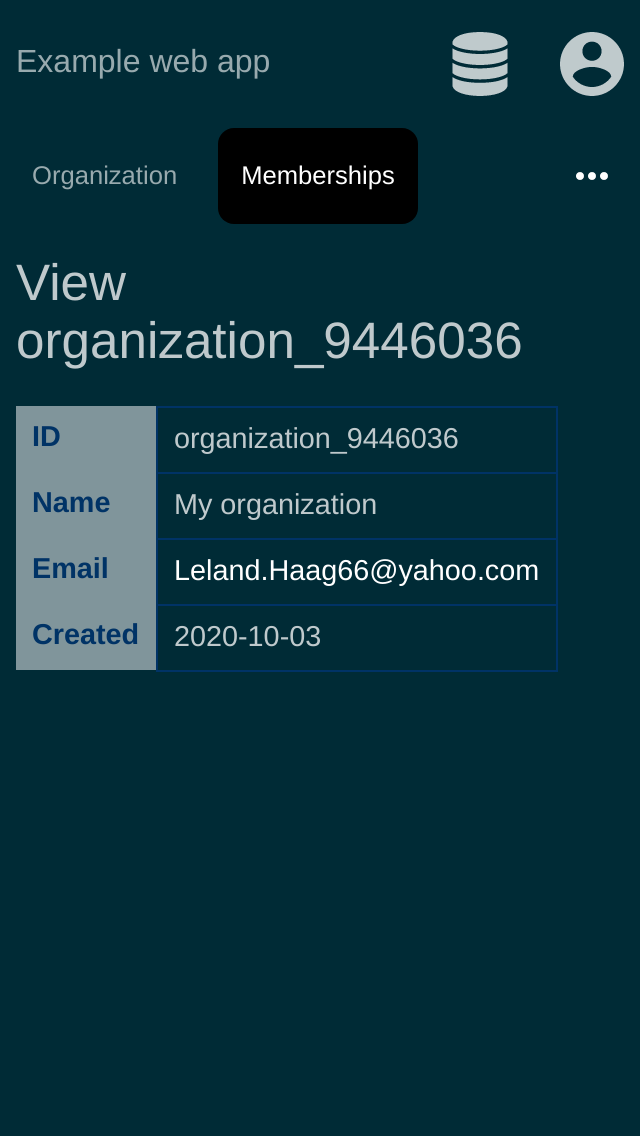 Example web app
Organization
Memberships
View
organization_9446036
ID
organization_9446036
Name
My organization
Email
Leland.Haag66@yahoo.com
Created
2020-10-03